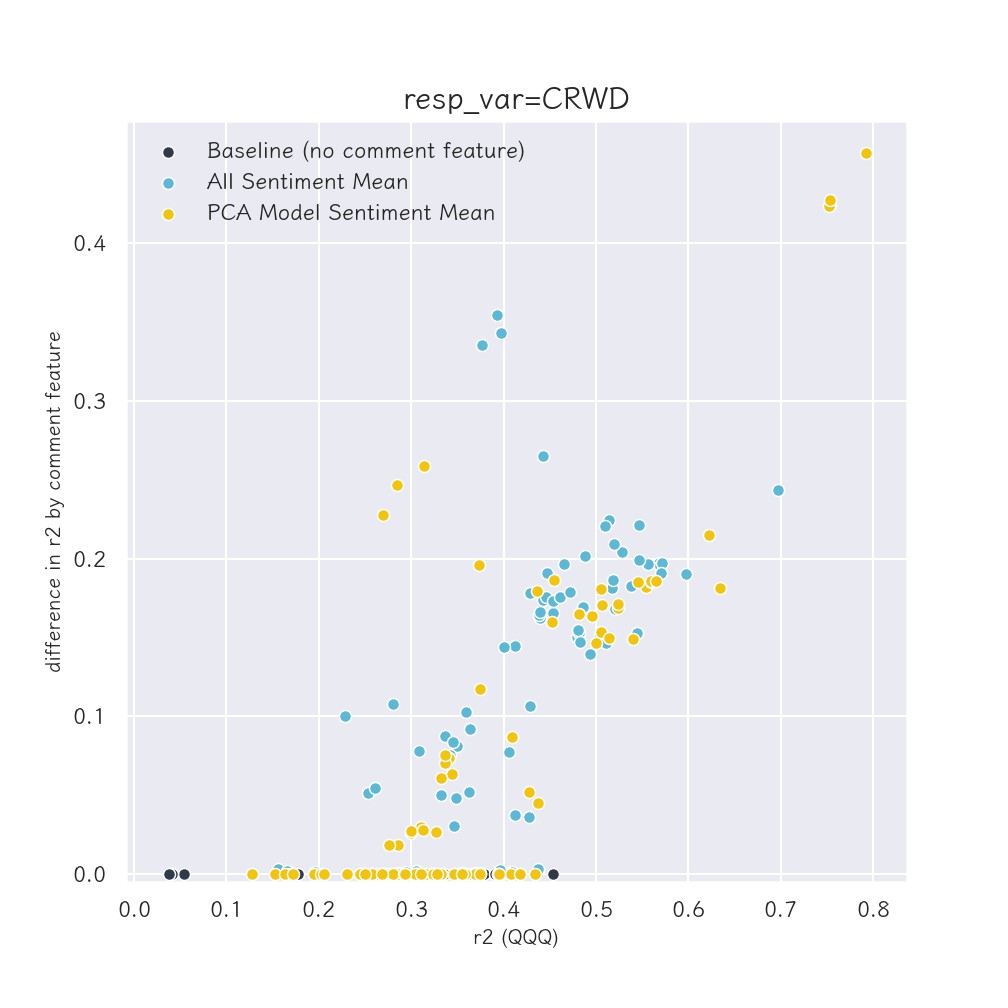 resp_var=CRWD
Baseline (no comment feature)
All Sentiment Mean
PCA Model Sentiment Mean
difference in r2 by comment feature
0.4
0.3
0.2
0.1
0.0
0.0 0.1 0.2 0.3 0.4 0.5 0.6 0.7 0.8
r2 (QQQ)